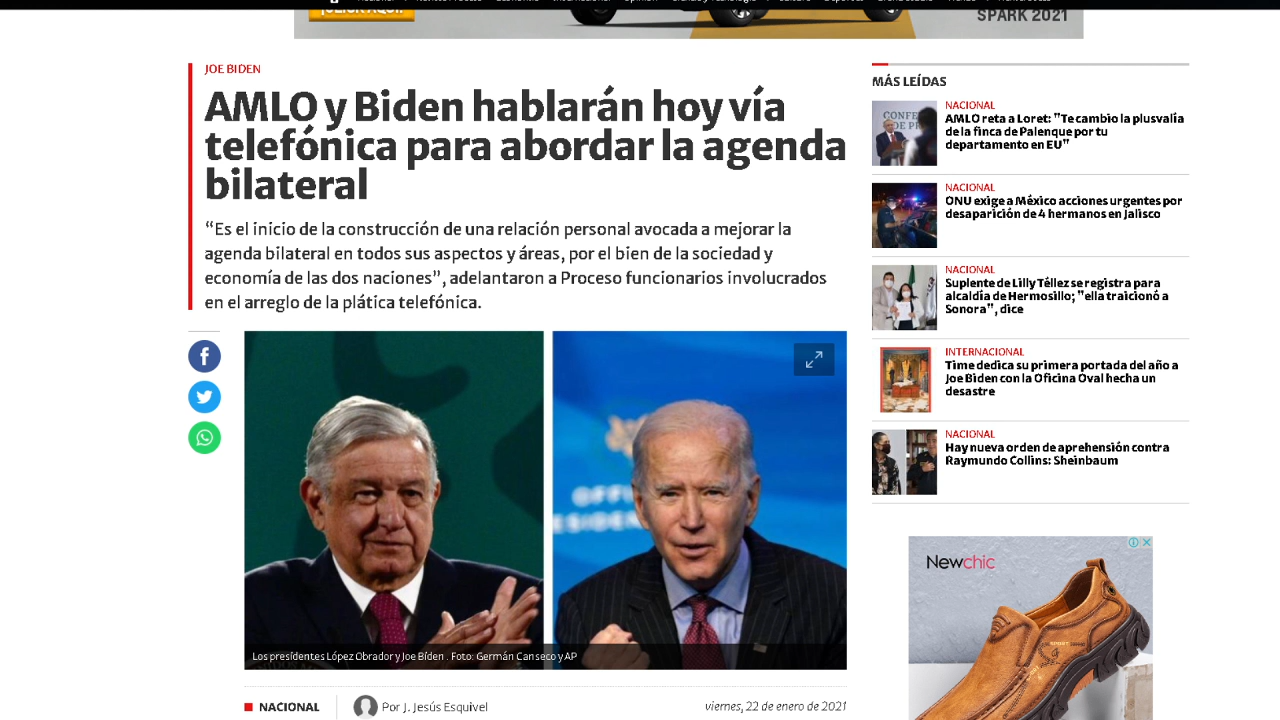 ¡CLICK AQUÍ!
SPARK 2021
JOE BIDEN
AMLO y Biden hablarán hoy vía
telefónica para abordar la agenda
bilateral
“Es el inicio de la construcción de una relación personal avocada a mejorar la
agenda bilateral en todos sus aspectos y áreas, por el bien de la sociedad y
economía de las dos naciones”, adelantaron a Proceso funcionarios involucrados
en el arreglo de la plática telefónica.
Los presidentes López Obrador y Joe Biden . Foto: Germán Canseco y AP
NACIONAL
Por J. Jesús Esquivel
viernes, 22 de enero de 2021
MÁS LEÍDAS
NACIONAL
AMLO reta a Loret: "Te cambio la plusvalía
de la finca de Palenque por tu
departamento en EU"
NACIONAL
ONU exige a México acciones urgentes por
desaparición de 4 hermanos en Jalisco
NACIONAL
Suplente de Lilly Téllez se registra para
alcaldía de Hermosillo; "ella traicionó a
Sonora", dice
INTERNACIONAL
Time dedica su primera portada del año a
Joe Biden con la Oficina Oval hecha un
desastre
NACIONAL
Hay nueva orden de aprehensión contra
Raymundo Collins: Sheinbaum
Newchic